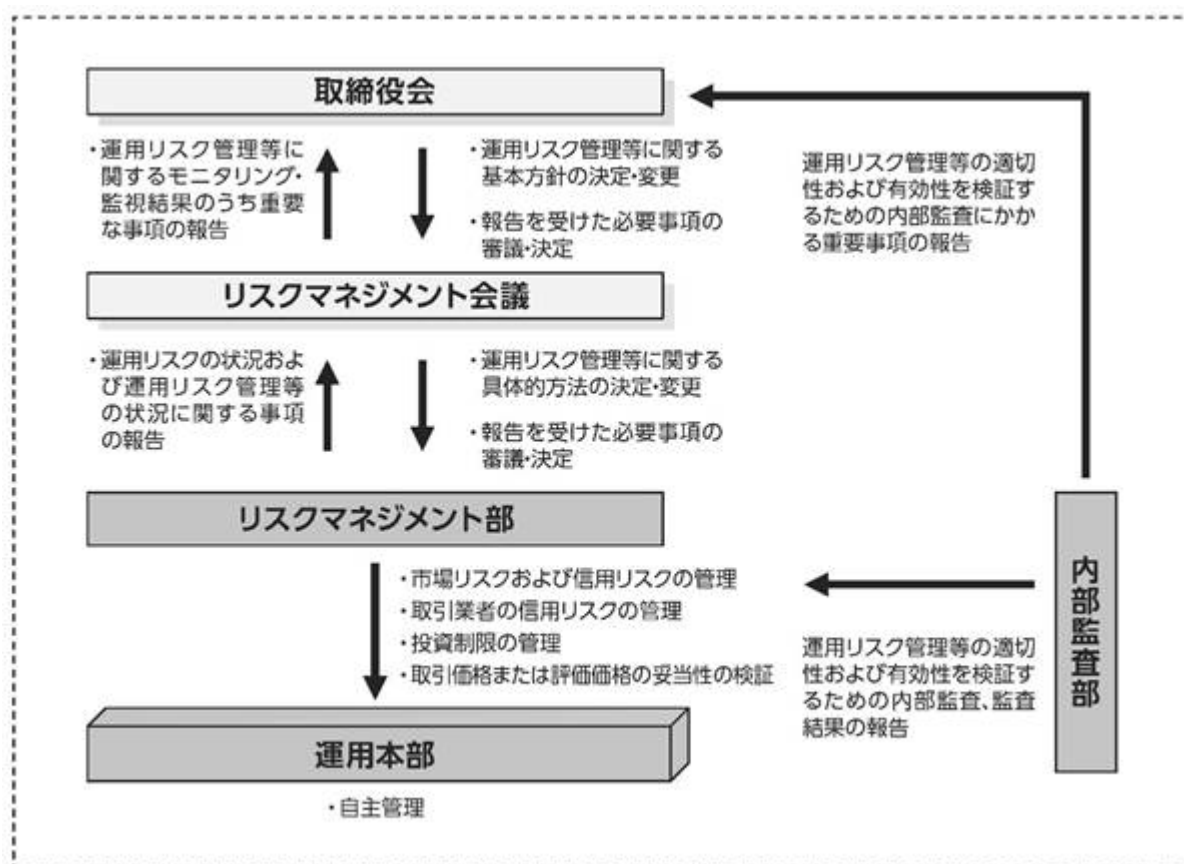 取締役会
・運用リスク管理等に
関するモニタリング・
監視結果のうち重要
な事項の報告
・運用リスク管理等に関する
基本方針の決定・変更
・報告を受けた必要事項の
審議・決定
運用リスク管理等の適切
性および有効性を検証す
るための内部監査にかか
る重要事項の報告
リスクマネジメント会議
・運用リスクの状況およ
び運用リスク管理等
の状況に関する事項
の報告
・運用リスク管理等に関する
具体的方法の決定・変更
・報告を受けた必要事項の
審議・決定
リスクマネジメント部
・市場リスクおよび信用リスクの管理
・取引業者の信用リスクの管理
・投資制限の管理
・取引価格または評価価格の妥当性の検証
運用リスク管理等の適切
性および有効性を検証す
るための内部監査、監査
結果の報告
内部監査部
運用本部
・自主管理